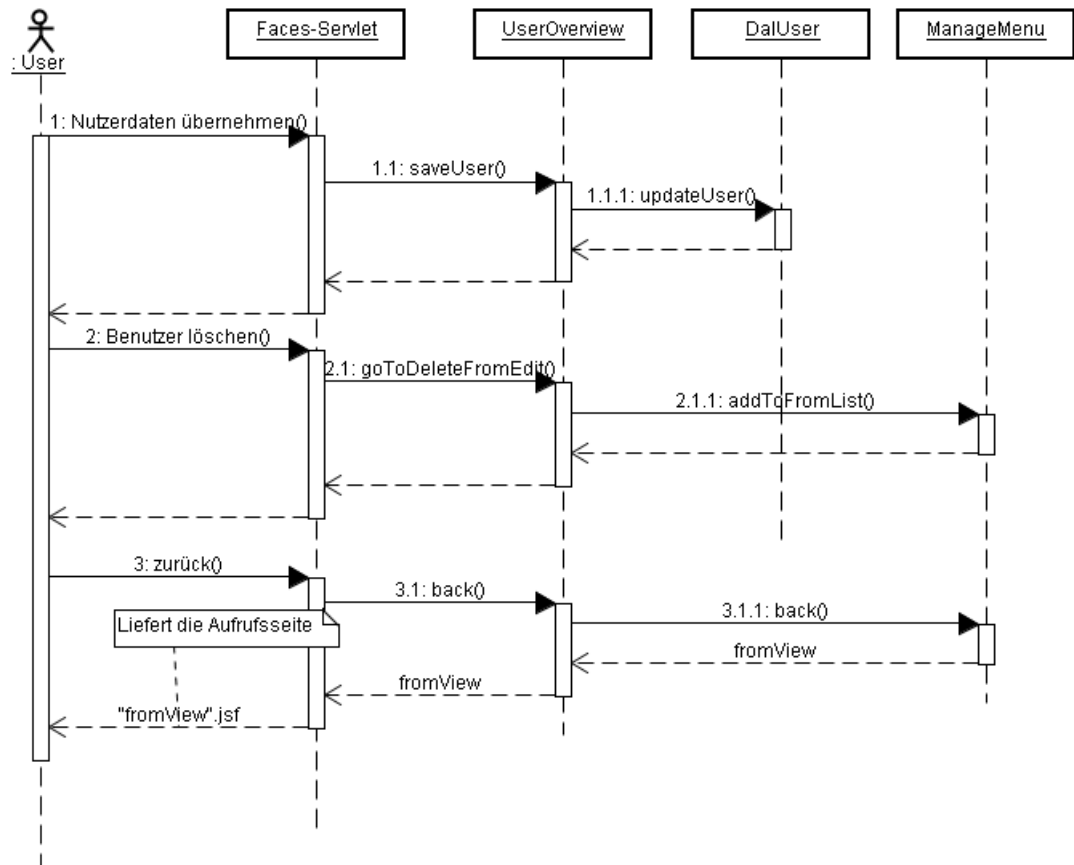 : User
Faces-Servlet
UserOverview
DalUser
ManageMenu
1: Nutzerdaten übernehmen()
1.1: saveUser()
1.1.1: updateUser()
2: Benutzer löschen()
2.1: goToDeleteFromEdit()
2.1.1: addToFromList()
3: zurück()
3.1: back()
3.1.1: back()
Liefert die Aufrufsseite
fromView
fromView
"fromView".jsf